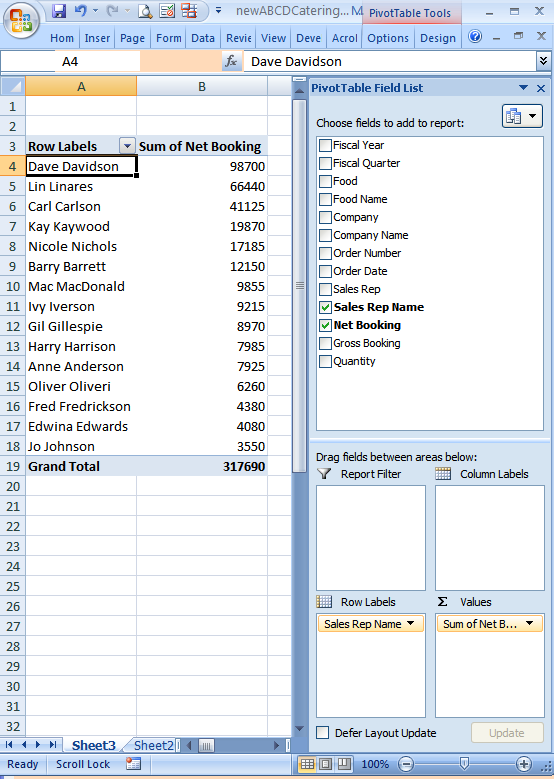 newABCDCatering... M
PivotTable Tools
Hom Inser Page Form Data Revie View Deve Acrol Options Design
A4 fx Dave Davidson
A B
1
2
3 Row Labels Sum of Net Booking
4 Dave Davidson 98700
5 Lin Linares 66440
6 Carl Carlson 41125
7 Kay Kaywood 19870
8 Nicole Nichols 17185
9 Barry Barrett 12150
10 Mac MacDonald 9855
11 Ivy Iverson 9215
12 Gil Gillespie 8970
13 Harry Harrison 7985
14 Anne Anderson 7925
15 Oliver Oliveri 6260
16 Fred Fredrickson 4380
17 Edwina Edwards 4080
18 Jo Johnson 3550
19 Grand Total 317690
20
21
22
23
24
25
26
27
28
29
30
31
32
Sheet3 Sheet2
PivotTable Field List
Choose fields to add to report:
Fiscal Year
Fiscal Quarter
Food
Food Name
Company
Company Name
Order Number
Order Date
Sales Rep
Sales Rep Name
Net Booking
Gross Booking
Quantity
Drag fields between areas below:
Report Filter Column Labels
Row Labels Σ Values
Sales Rep Name Sum of Net B...
Defer Layout Update Update
Ready Scroll Lock 100%